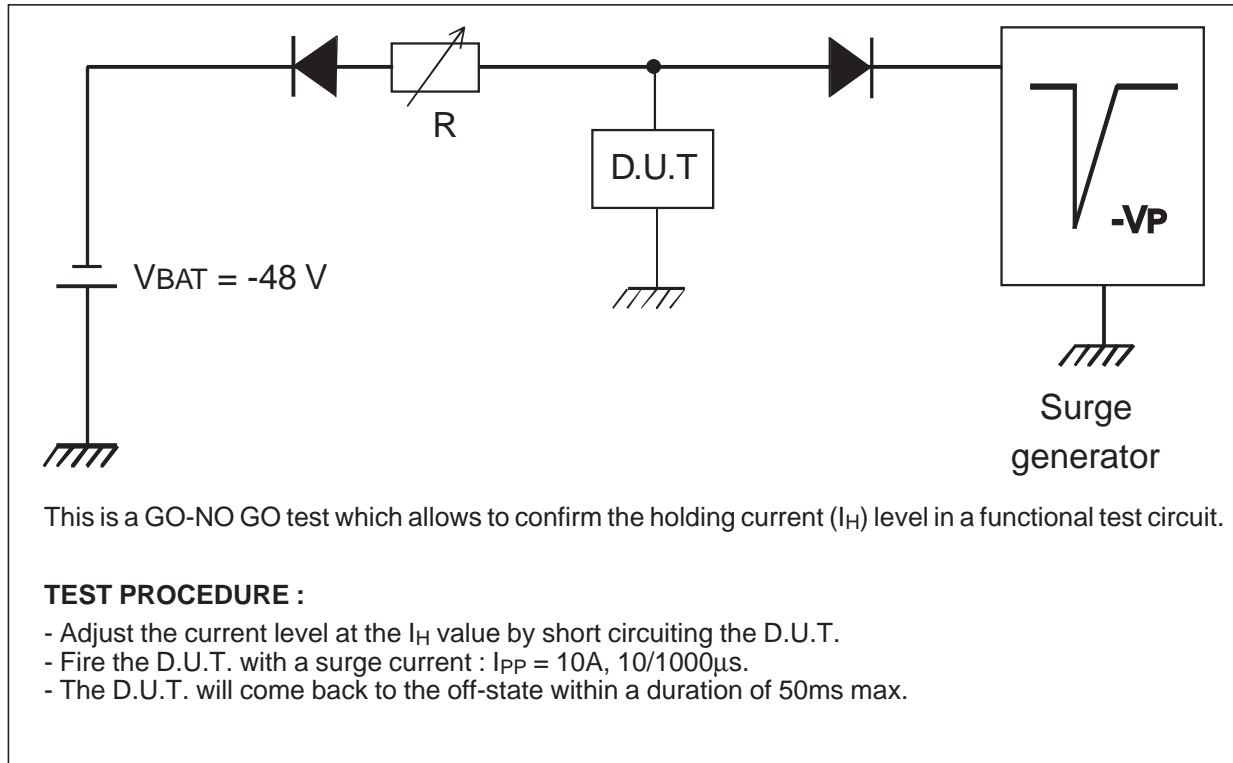 R
D.U.T
-VP
VBAT = -48 V
Surge
generator
This is a GO-NO GO test which allows to confirm the holding current (IH) level in a functional test circuit.
TEST PROCEDURE :
- Adjust the current level at the IH value by short circuiting the D.U.T.
- Fire the D.U.T. with a surge current : IPP = 10A, 10/1000μs.
- The D.U.T. will come back to the off-state within a duration of 50ms max.